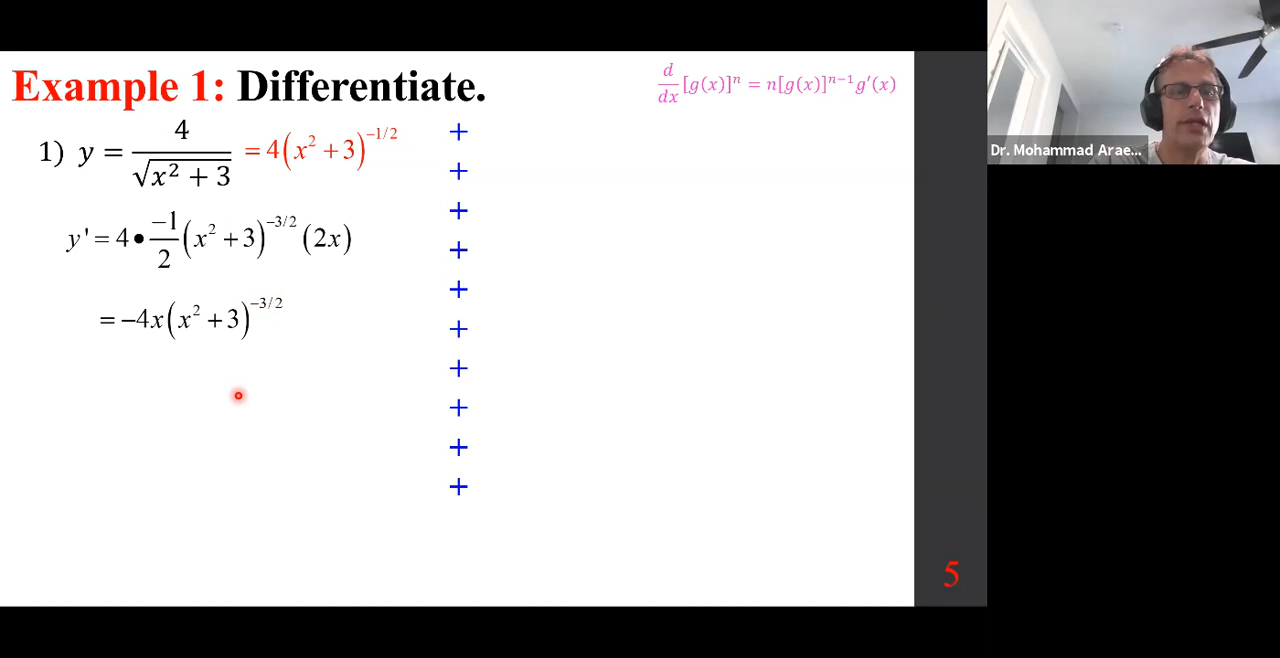 Example 1: Differentiate.
d/dx [g(x)]ⁿ = n[g(x)]ⁿ⁻¹ g′(x)
1) y = 4/√(x² + 3) = 4(x² + 3)^(−1/2)
y' = 4 • −1/2 (x² + 3)^(−3/2) (2x)
= −4x(x² + 3)^(−3/2)
+
+
+
+
+
+
+
+
+
+
5
Dr. Mohammad Arae...